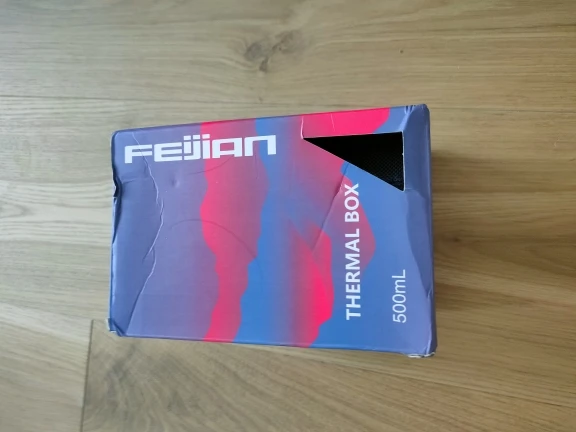 FEIJIAN
THERMAL BOX
500mL